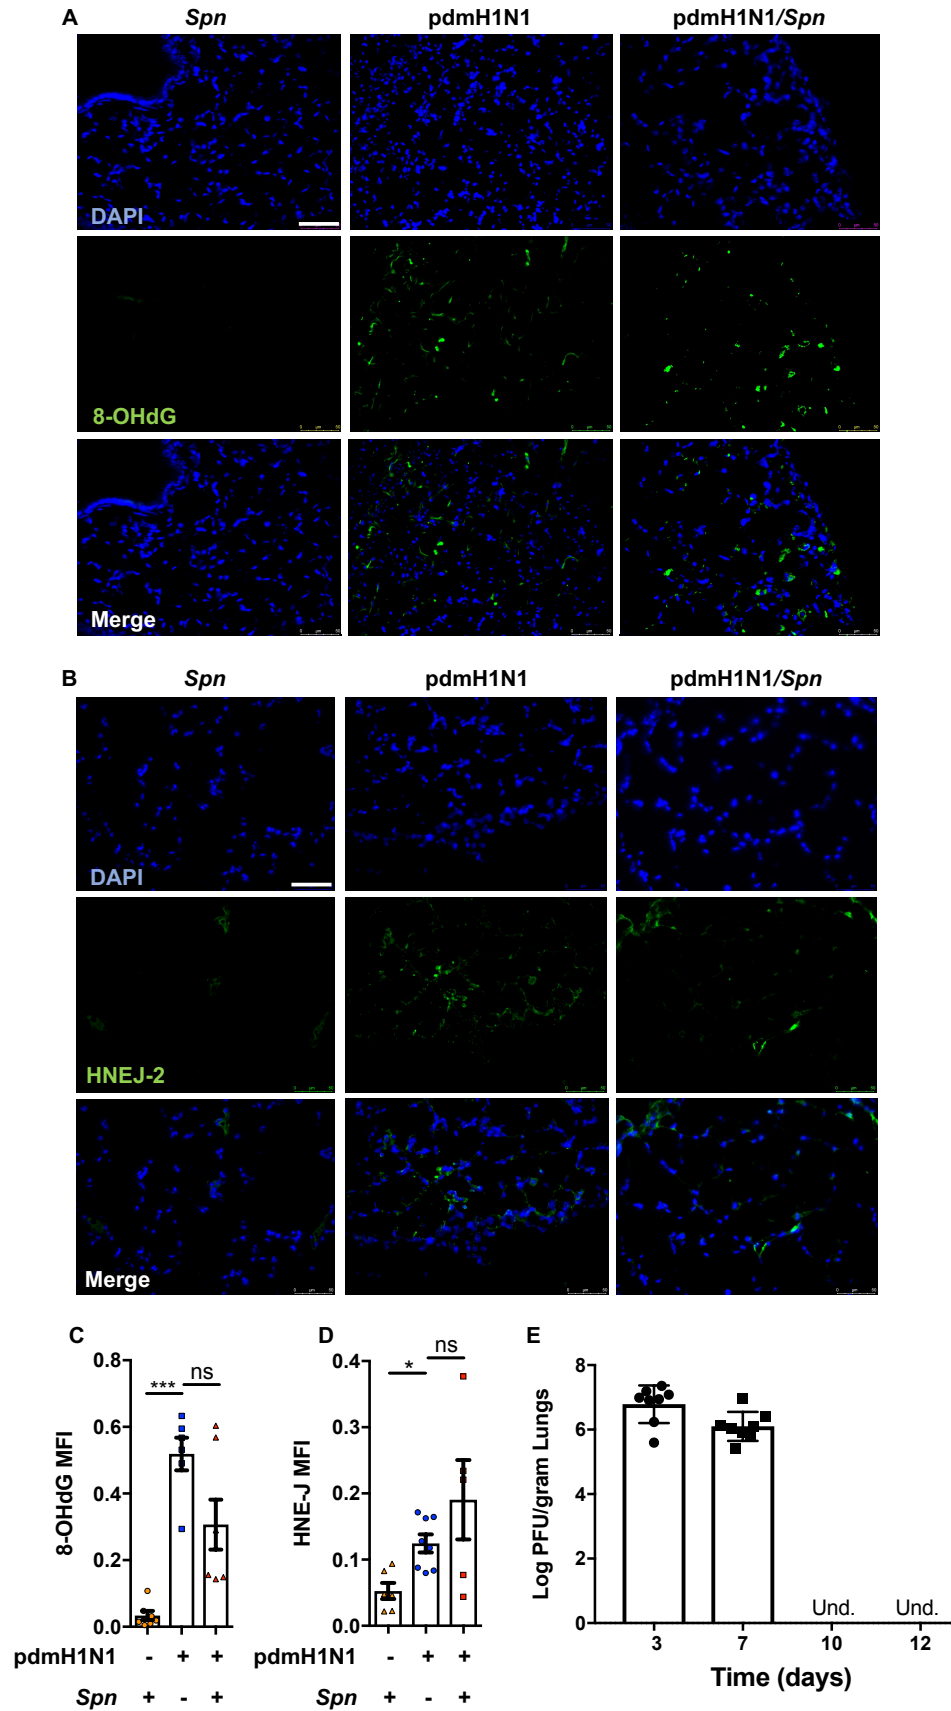 A
Spn
pdmH1N1
pdmH1N1/Spn
DAPI
8-OHdG
Merge
B
Spn
pdmH1N1
pdmH1N1/Spn
DAPI
HNEJ-2
Merge
C
8-OHdG MFI
0.8
0.6
0.4
0.2
0.0
***
ns
pdmH1N1 - + +
Spn + - +
D
HNE-J MFI
0.4
0.3
0.2
0.1
0.0
*
ns
pdmH1N1 - + +
Spn + - +
E
Log PFU/gram Lungs
8
6
4
2
0
Und. Und.
3 7 10 12
Time (days)